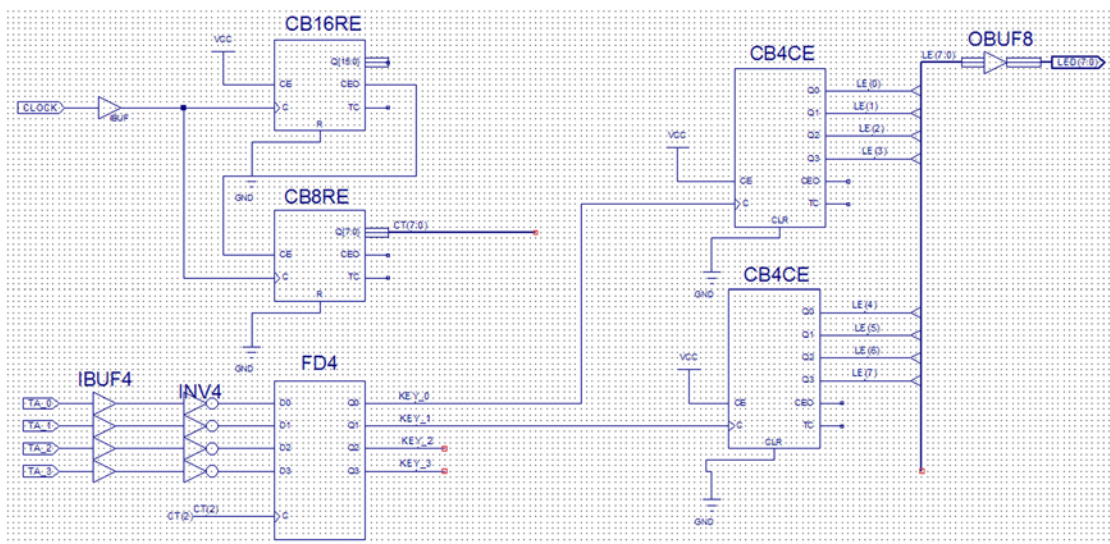 CB16RE
VCC
Q(15:0)
CE
CEO
CLOCK
IBUF
C
TC
R
GND
CB8RE
Q(7:0)
CT(7:0)
CE
CEO
C
TC
R
GND
FD4
IBUF4
INV4
TA_0
D0
Q0
KEY_0
TA_1
D1
Q1
KEY_1
TA_2
D2
Q2
KEY_2
TA_3
D3
Q3
KEY_3
CT(2)
CT(2)
C
CB4CE
VCC
Q0
LE(0)
Q1
LE(1)
Q2
LE(2)
Q3
LE(3)
CE
CEO
C
TC
CLR
GND
CB4CE
VCC
Q0
LE(4)
Q1
LE(5)
Q2
LE(6)
Q3
LE(7)
CE
CEO
C
TC
CLR
GND
OBUF8
LE(7:0)
LED(7:0)